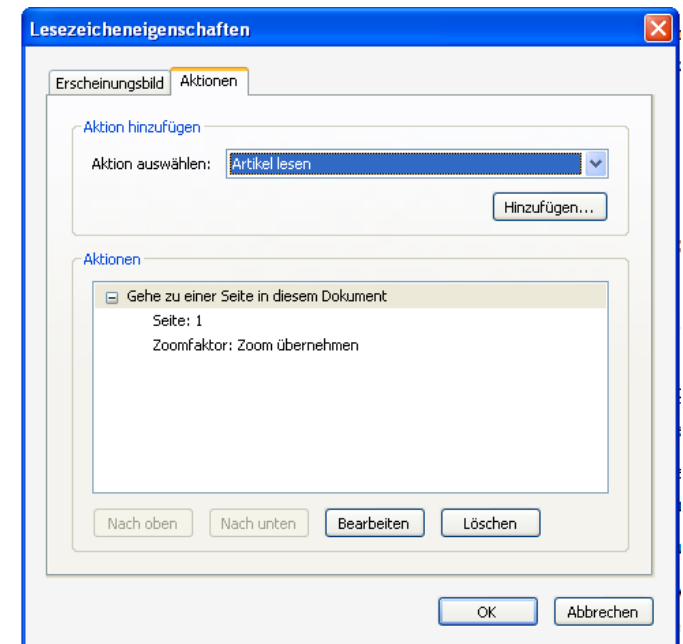 Lesezeicheneigenschaften
Erscheinungsbild Aktionen
Aktion hinzufügen
Aktion auswählen: Artikel lesen
Hinzufügen...
Aktionen
Gehe zu einer Seite in diesem Dokument
Seite: 1
Zoomfaktor: Zoom übernehmen
Nach oben Nach unten Bearbeiten Löschen
OK Abbrechen